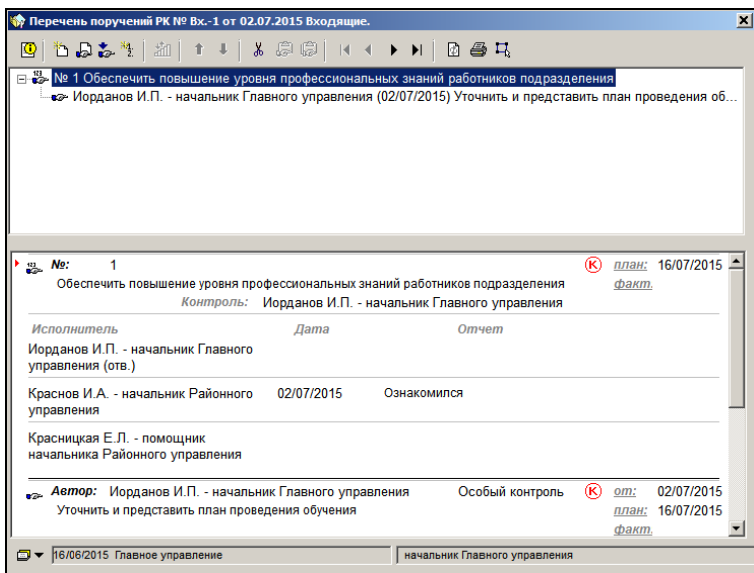 Перечень поручений РК № Вх.-1 от 02.07.2015 Входящие.
№ 1 Обеспечить повышение уровня профессиональных знаний работников подразделения
Иорданов И.П. - начальник Главного управления (02/07/2015) Уточнить и представить план проведения об...
№: 1 К план: 16/07/2015
Обеспечить повышение уровня профессиональных знаний работников подразделения факт.
Контроль: Иорданов И.П. - начальник Главного управления
Исполнитель Дата Отчет
Иорданов И.П. - начальник Главного
управления (отв.)
Краснов И.А. - начальник Районного 02/07/2015 Ознакомился
управления
Красницкая Е.Л. - помощник
начальника Районного управления
Автор: Иорданов И.П. - начальник Главного управления Особый контроль К от: 02/07/2015
Уточнить и представить план проведения обучения план: 16/07/2015
факт.
16/06/2015 Главное управление начальник Главного управления